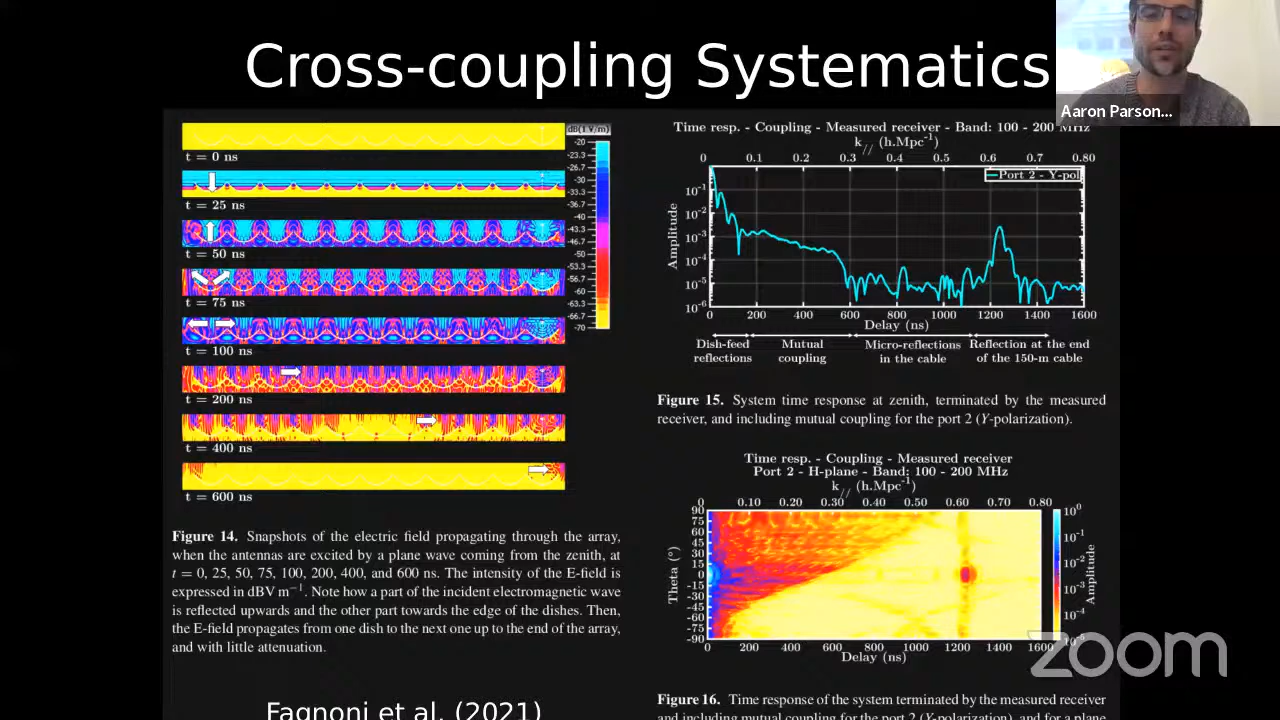 Cross-coupling Systematics
Aaron Parson...
dB(1 V/m)
-20
-23.3
-26.7
-30
-33.3
-36.7
-40
-43.3
-46.7
-50
-53.3
-56.7
-60
-63.3
-66.7
-70
t = 0 ns
t = 25 ns
t = 50 ns
t = 75 ns
t = 100 ns
t = 200 ns
t = 400 ns
t = 600 ns
Figure 14. Snapshots of the electric field propagating through the array,
when the antennas are excited by a plane wave coming from the zenith, at
t = 0, 25, 50, 75, 100, 200, 400, and 600 ns. The intensity of the E-field is
expressed in dBV m⁻¹. Note how a part of the incident electromagnetic wave
is reflected upwards and the other part towards the edge of the dishes. Then,
the E-field propagates from one dish to the next one up to the end of the array,
and with little attenuation.
Fagnoni et al. (2021)
Time resp. - Coupling - Measured receiver - Band: 100 - 200 MHz
k// (h.Mpc⁻¹)
0 0.1 0.2 0.3 0.4 0.5 0.6 0.7 0.80
Port 2 - Y-pol
Amplitude
10⁻¹
10⁻²
10⁻³
10⁻⁴
10⁻⁵
10⁻⁶
0 200 400 600 800 1000 1200 1400 1600
Delay (ns)
Dish-feed
reflections
Mutual
coupling
Micro-reflections
in the cable
Reflection at the end
of the 150-m cable
Figure 15. System time response at zenith, terminated by the measured
receiver, and including mutual coupling for the port 2 (Y-polarization).
Time resp. - Coupling - Measured receiver
Port 2 - H-plane - Band: 100 - 200 MHz
k// (h.Mpc⁻¹)
0 0.10 0.20 0.30 0.40 0.50 0.60 0.70 0.80
Theta (°)
90
75
60
45
30
15
0
-15
-30
-45
-60
-75
-90
10⁰
10⁻¹
10⁻²
10⁻³
10⁻⁴
10⁻⁵
Amplitude
0 200 400 600 800 1000 1200 1400 1600
Delay (ns)
zoom
Figure 16. Time response of the system terminated by the measured receiver
and including mutual coupling for the port 2 (Y-polarization), and for a plane